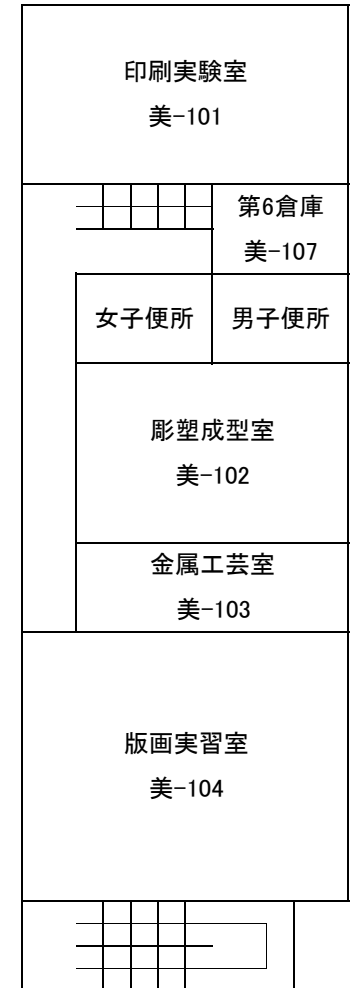 印刷実験室
美-101
第6倉庫
美-107
女子便所
男子便所
彫塑成型室
美-102
金属工芸室
美-103
版画実習室
美-104